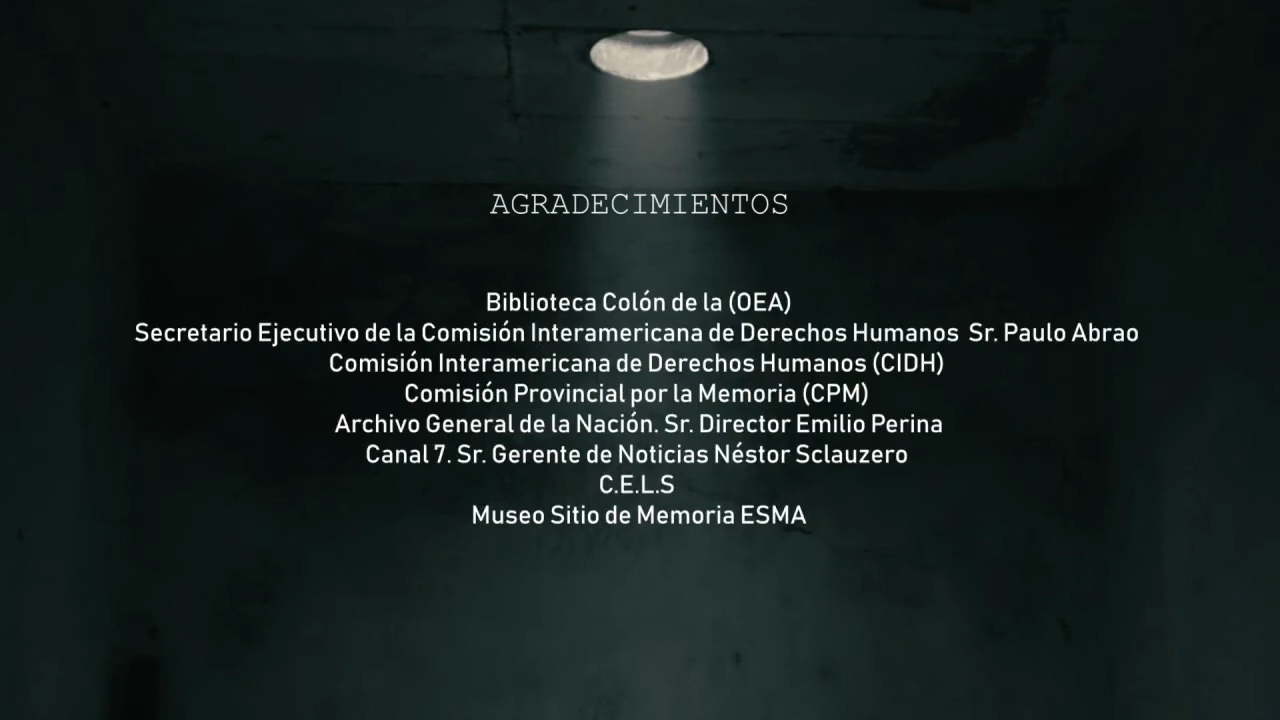 AGRADECIMIENTOS
Biblioteca Colón de la (OEA)
Secretario Ejecutivo de la Comisión Interamericana de Derechos Humanos  Sr. Paulo Abrao
Comisión Interamericana de Derechos Humanos (CIDH)
Comisión Provincial por la Memoria (CPM)
Archivo General de la Nación. Sr. Director Emilio Perina
Canal 7. Sr. Gerente de Noticias Néstor Sclauzero
C.E.L.S
Museo Sitio de Memoria ESMA